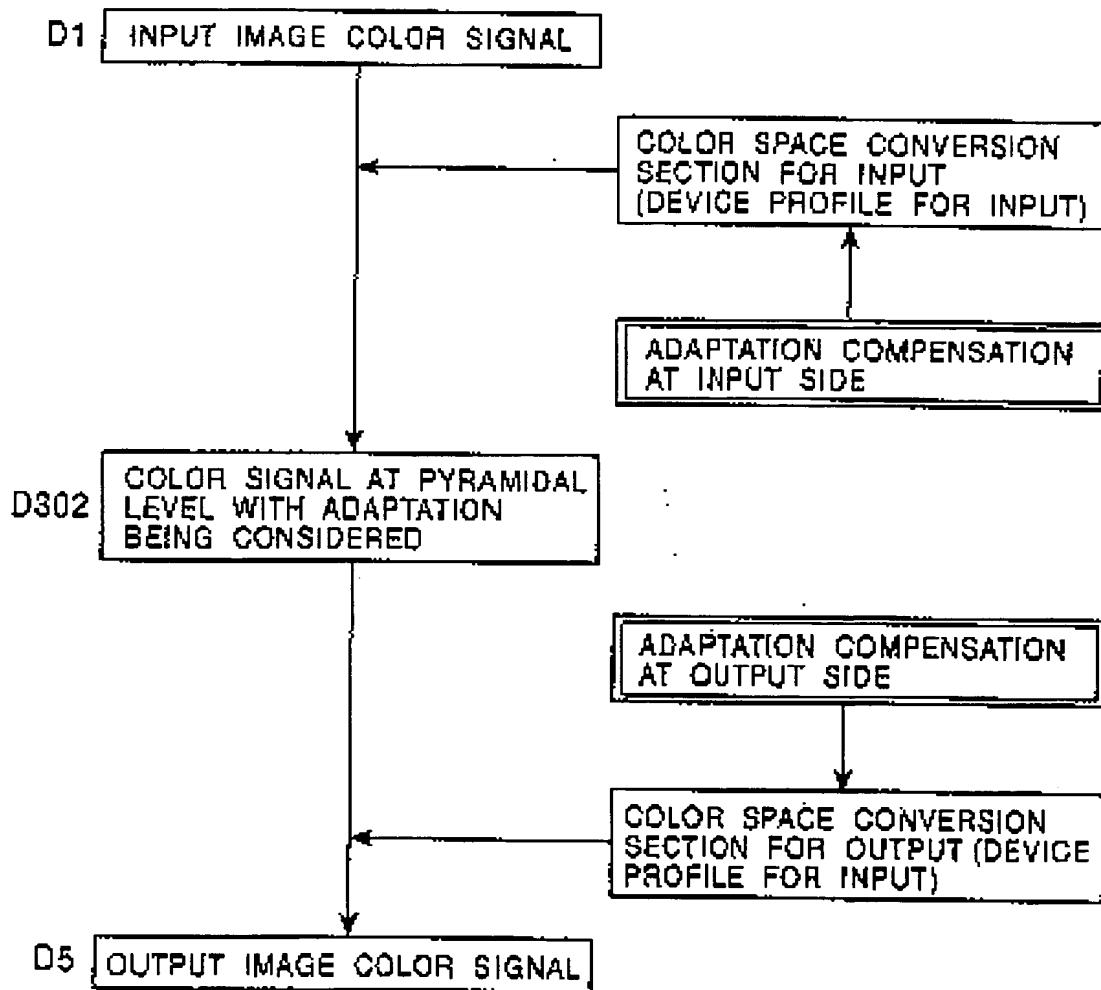 D1 INPUT IMAGE COLOR SIGNAL
COLOR SPACE CONVERSION
SECTION FOR INPUT
(DEVICE PROFILE FOR INPUT)
ADAPTATION COMPENSATION
AT INPUT SIDE
D302
COLOR SIGNAL AT PYRAMIDAL
LEVEL WITH ADAPTATION
BEING CONSIDERED
ADAPTATION COMPENSATION
AT OUTPUT SIDE
COLOR SPACE CONVERSION
SECTION FOR OUTPUT (DEVICE
PROFILE FOR INPUT)
D5 OUTPUT IMAGE COLOR SIGNAL